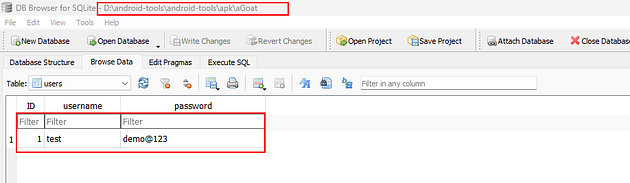 DB Browser for SQLite - D:\android-tools\android-tools\apk\aGoat
File Edit View Tools Help
New Database Open Database Write Changes Revert Changes Open Project Save Project Attach Database Close Database
Database Structure Browse Data Edit Pragmas Execute SQL
Table: users Filter in any column
ID username password
Filter Filter Filter
1 1 test demo@123